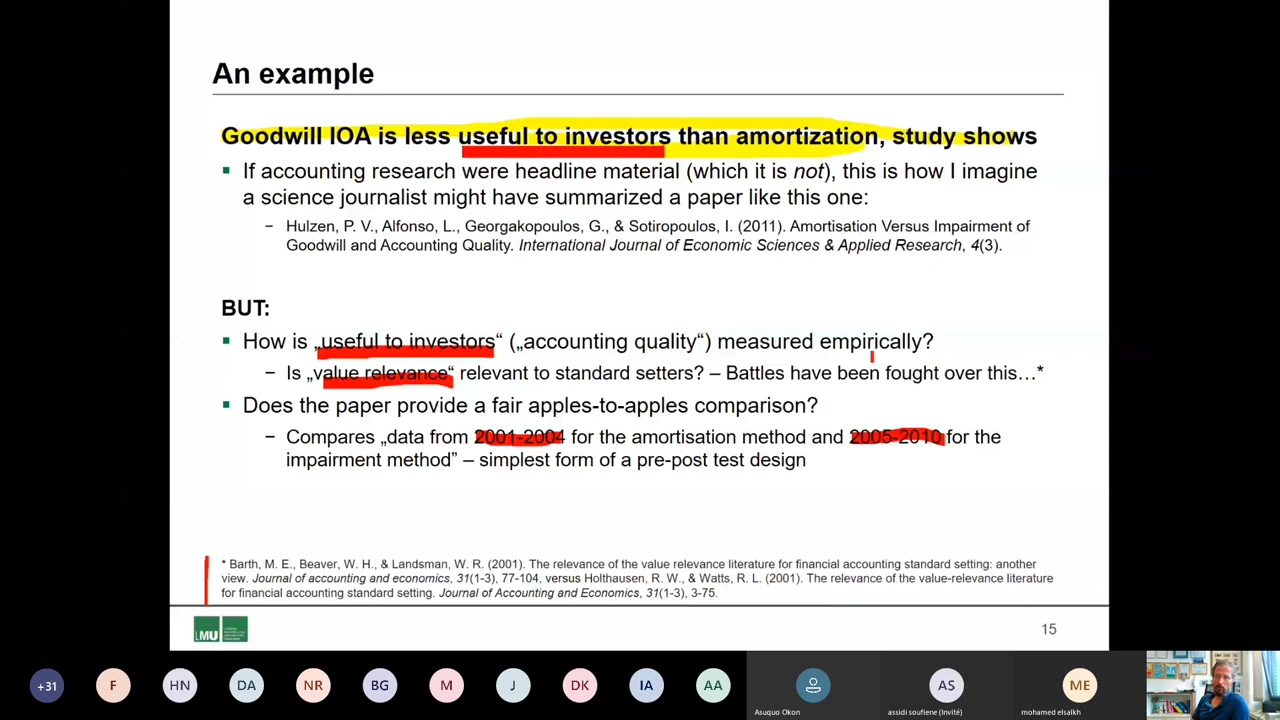 An example
Goodwill IOA is less useful to investors than amortization, study shows
▪ If accounting research were headline material (which it is not), this is how I imagine
a science journalist might have summarized a paper like this one:
− Hulzen, P. V., Alfonso, L., Georgakopoulos, G., & Sotiropoulos, I. (2011). Amortisation Versus Impairment of
Goodwill and Accounting Quality. International Journal of Economic Sciences & Applied Research, 4(3).
BUT:
▪ How is „useful to investors“ („accounting quality“) measured empirically?
− Is „value relevance“ relevant to standard setters? – Battles have been fought over this…*
▪ Does the paper provide a fair apples-to-apples comparison?
− Compares „data from 2001-2004 for the amortisation method and 2005-2010 for the
impairment method” – simplest form of a pre-post test design
* Barth, M. E., Beaver, W. H., & Landsman, W. R. (2001). The relevance of the value relevance literature for financial accounting standard setting: another
view. Journal of accounting and economics, 31(1-3), 77-104, versus Holthausen, R. W., & Watts, R. L. (2001). The relevance of the value-relevance literature
for financial accounting standard setting. Journal of Accounting and Economics, 31(1-3), 3-75.
LMU
15
+31 F HN DA NR BG M J DK IA AA AS ME
Asuquo Okon assidi soufiene (Invité) mohamed elsalkh